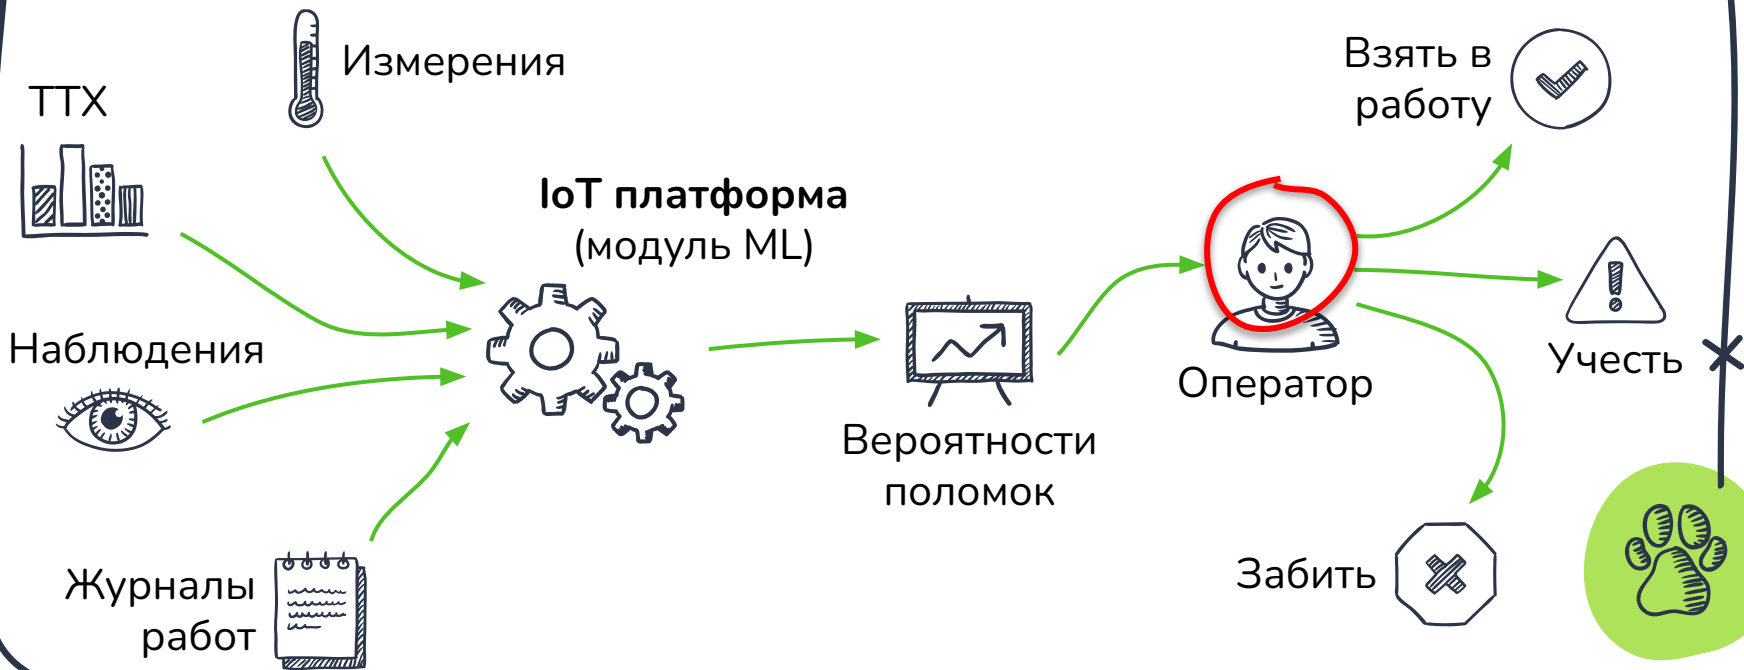 ТТХ
Измерения
Наблюдения
Журналы
работ
IoT платформа
(модуль ML)
Вероятности
поломок
Оператор
Взять в
работу
Учесть
Забить